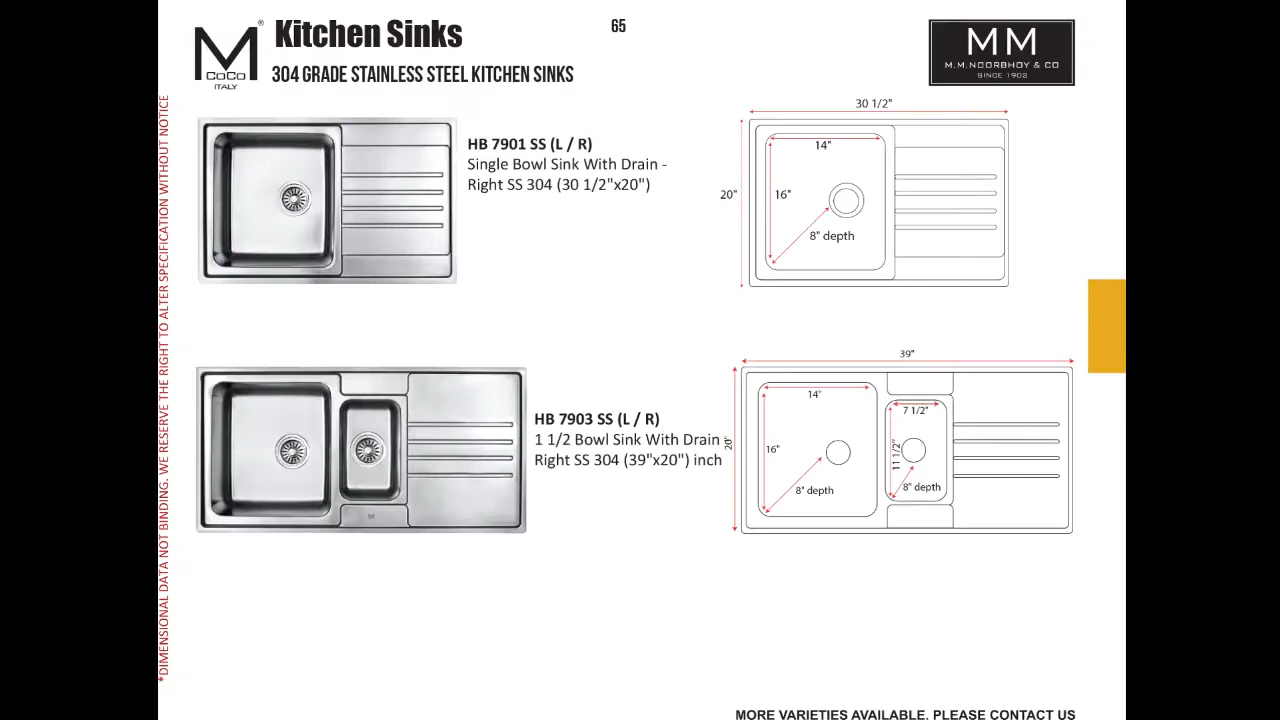 M
®
CoCo
ITALY
Kitchen Sinks
304 GRADE STAINLESS STEEL KITCHEN SINKS
65
MM
M.M.NOORBHOY & CO
SINCE 1902
*DIMENSIONAL DATA NOT BINDING. WE RESERVE THE RIGHT TO ALTER SPECIFICATION WITHOUT NOTICE
HB 7901 SS (L / R)
Single Bowl Sink With Drain -
Right SS 304 (30 1/2"x20")
30 1/2"
20"
14"
16"
8" depth
HB 7903 SS (L / R)
1 1/2 Bowl Sink With Drain
Right SS 304 (39"x20") inch
39"
20"
14"
16"
8" depth
7 1/2"
11 1/2"
8" depth
M
MORE VARIETIES AVAILABLE. PLEASE CONTACT US